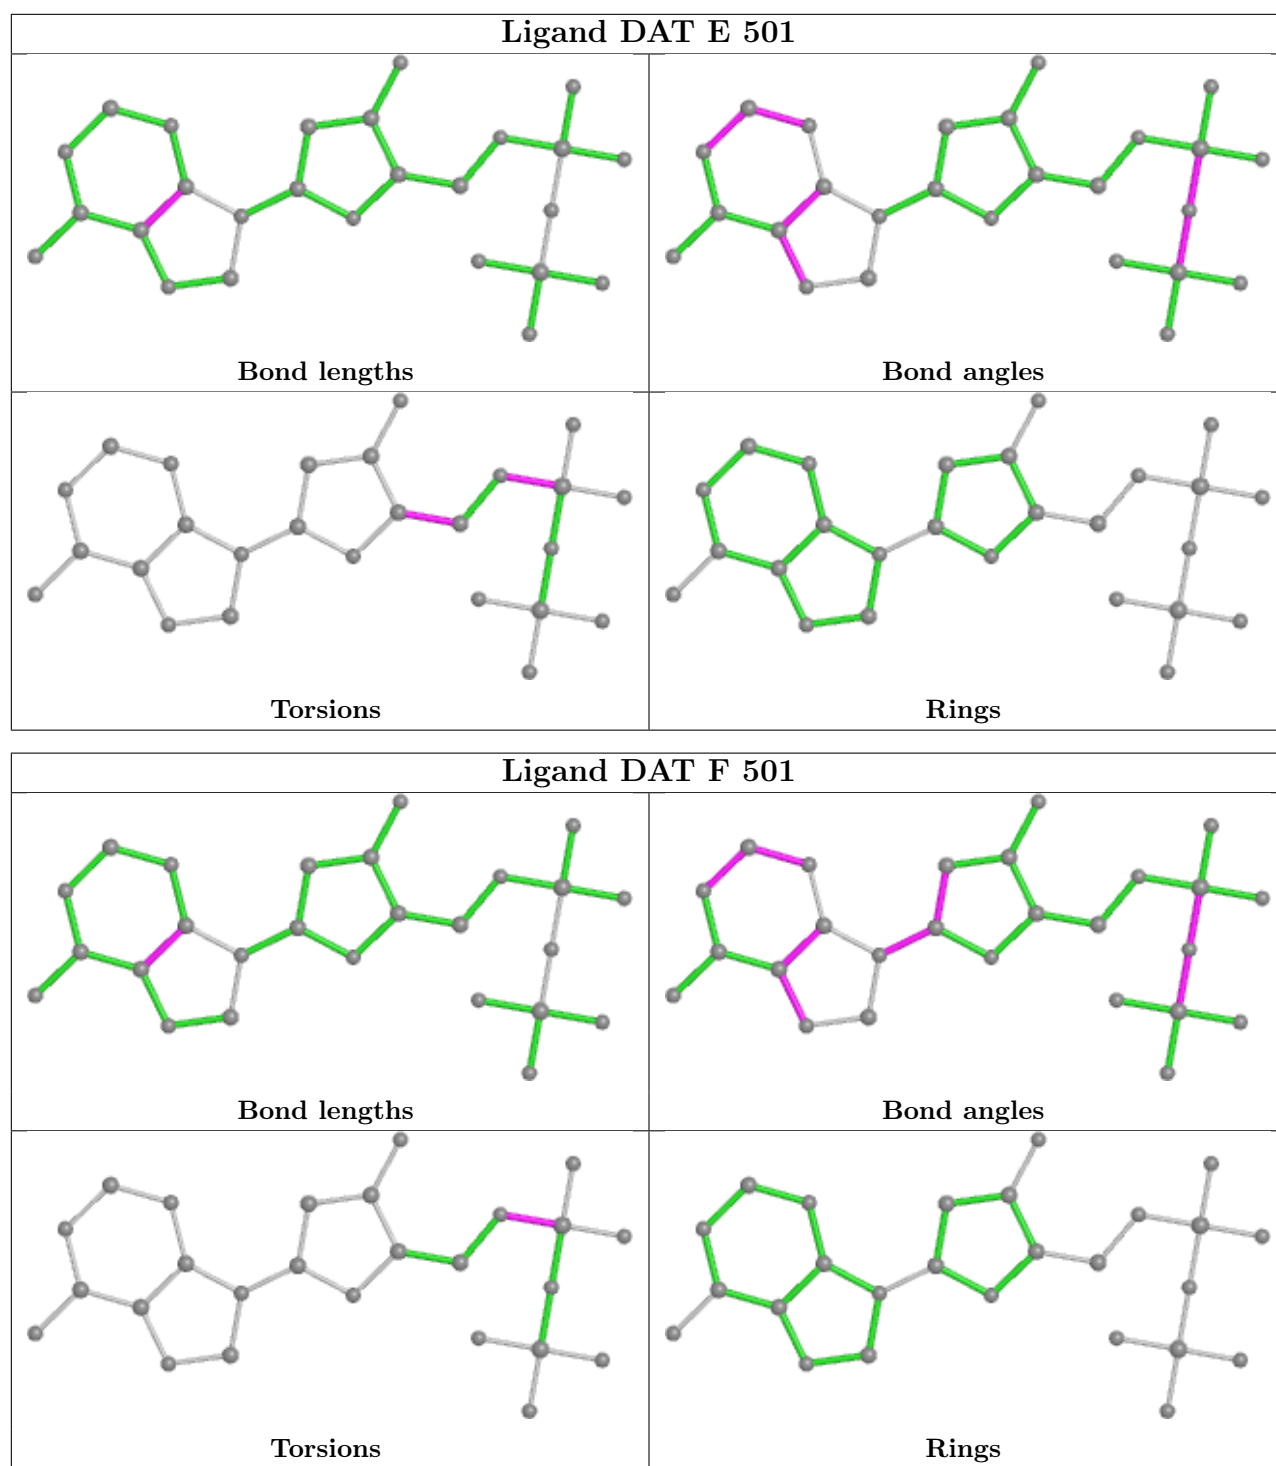 Ligand DAT E 501
Bond lengths
Bond angles
Torsions
Rings
Ligand DAT F 501
Bond lengths
Bond angles
Torsions
Rings